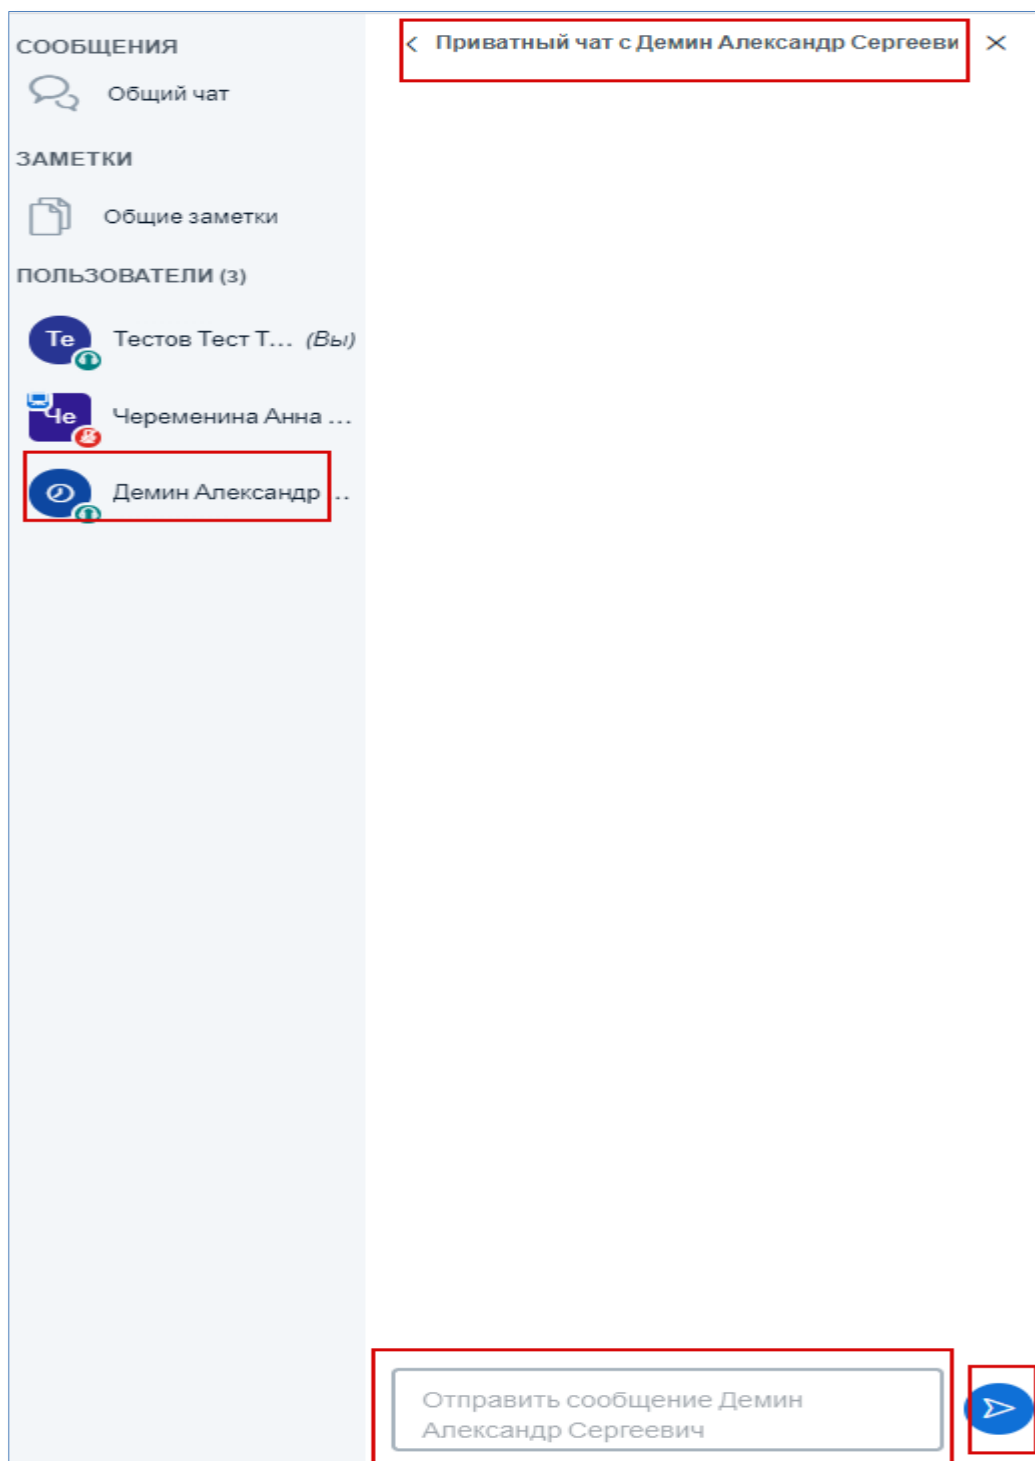 СООБЩЕНИЯ
Общий чат
ЗАМЕТКИ
Общие заметки
ПОЛЬЗОВАТЕЛИ (3)
Те
Тестов Тест Т... (Вы)
Че
Черeменина Анна ...
Демин Александр ...
Приватный чат с Демин Александр Сергееви
Отправить сообщение Демин
Александр Сергеевич